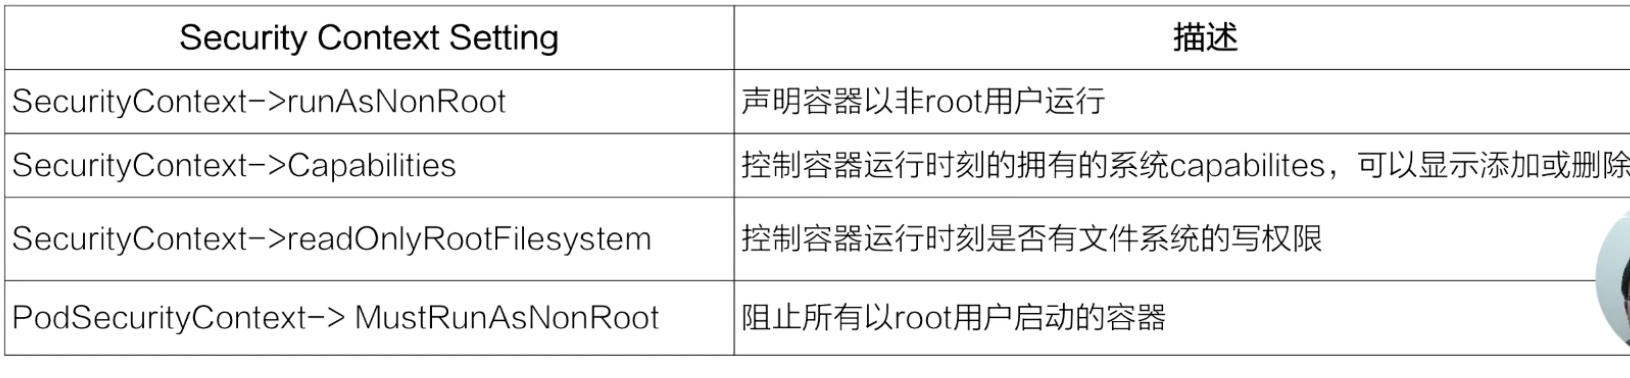 Security Context Setting 描述
SecurityContext->runAsNonRoot 声明容器以非root用户运行
SecurityContext->Capabilities 控制容器运行时刻的拥有的系统capabilites，可以显示添加或删除
SecurityContext->readOnlyRootFilesystem 控制容器运行时刻是否有文件系统的写权限
PodSecurityContext-> MustRunAsNonRoot 阻止所有以root用户启动的容器